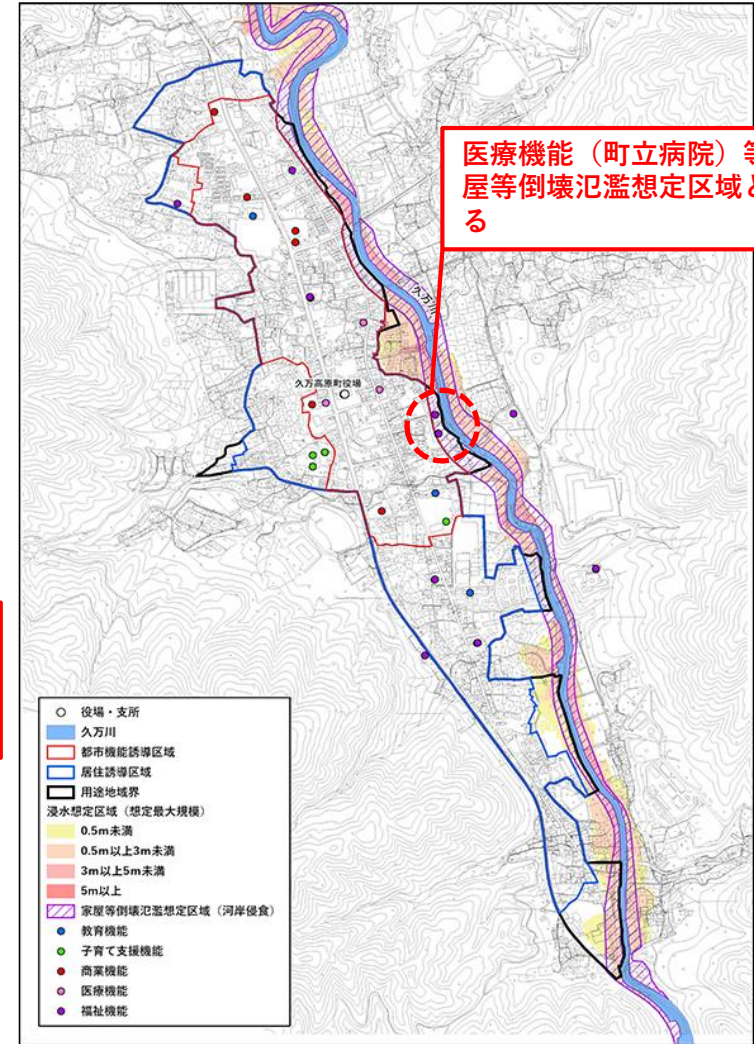 医療機能（町立病院）等
屋等倒壊氾濫想定区域と
る
久万川
久万高原町役場
役場・支所
久万川
都市機能誘導区域
居住誘導区域
用途地域界
浸水想定区域（想定最大規模）
0.5m未満
0.5m以上3m未満
3m以上5m未満
5m以上
家屋等倒壊氾濫想定区域（河岸侵食）
教育機能
子育て支援機能
商業機能
医療機能
福祉機能